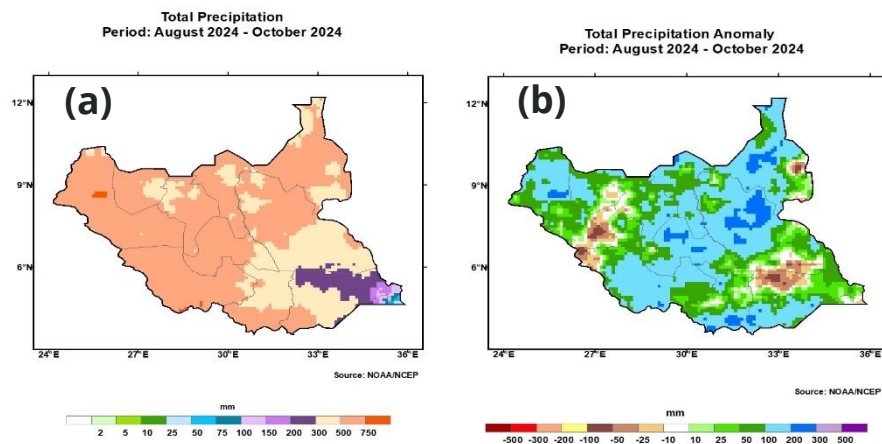 Total Precipitation
Period: August 2024 - October 2024
(a)
12°N
9°N
6°N
24°E
27°E
30°E
33°E
36°E
Source: NOAA/NCEP
mm
2 5 10 25 50 75 100 150 200 300 500 750
Total Precipitation Anomaly
Period: August 2024 - October 2024
(b)
12°N
9°N
6°N
24°E
27°E
30°E
33°E
36°E
Source: NOAA/NCEP
mm
-500 -300 -200 -100 -50 -25 -10 10 25 50 100 200 300 500